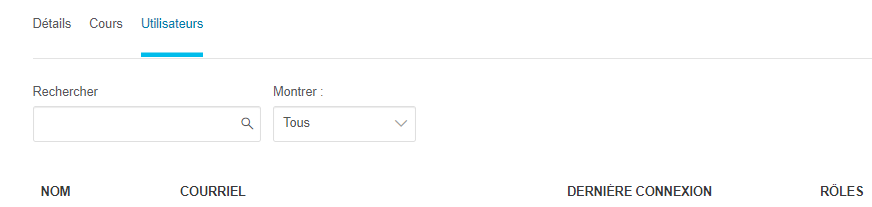 Détails Cours Utilisateurs
Rechercher Montrer :
Tous
NOM COURRIEL DERNIÈRE CONNEXION RÔLES